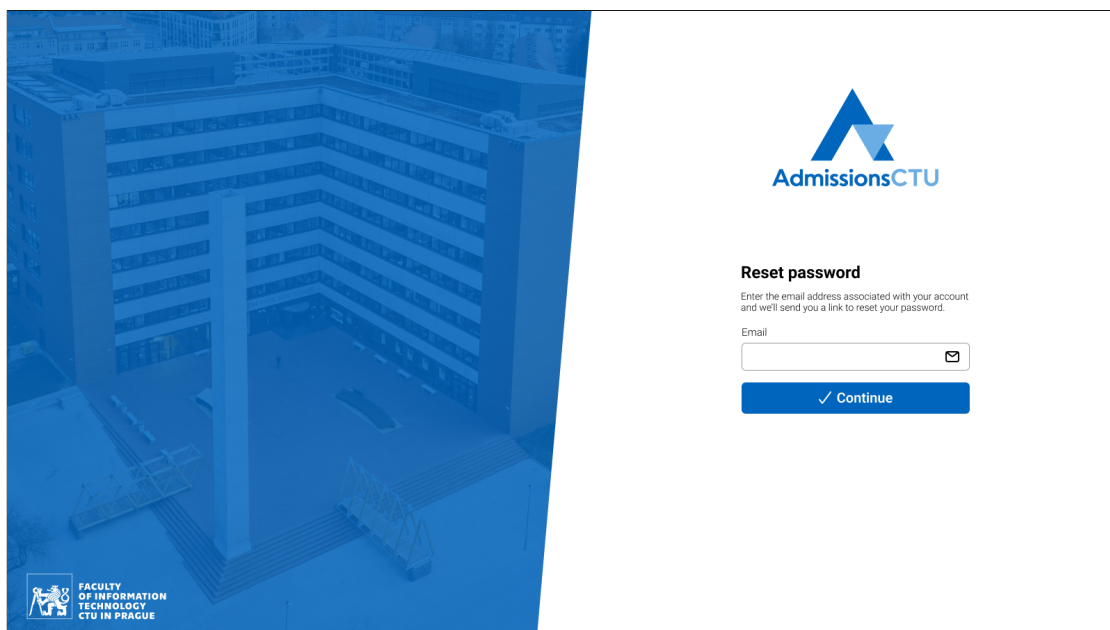 AdmissionsCTU
Reset password
Enter the email address associated with your account
and we'll send you a link to reset your password.
Email
Continue
FACULTY
OF INFORMATION
TECHNOLOGY
CTU IN PRAGUE